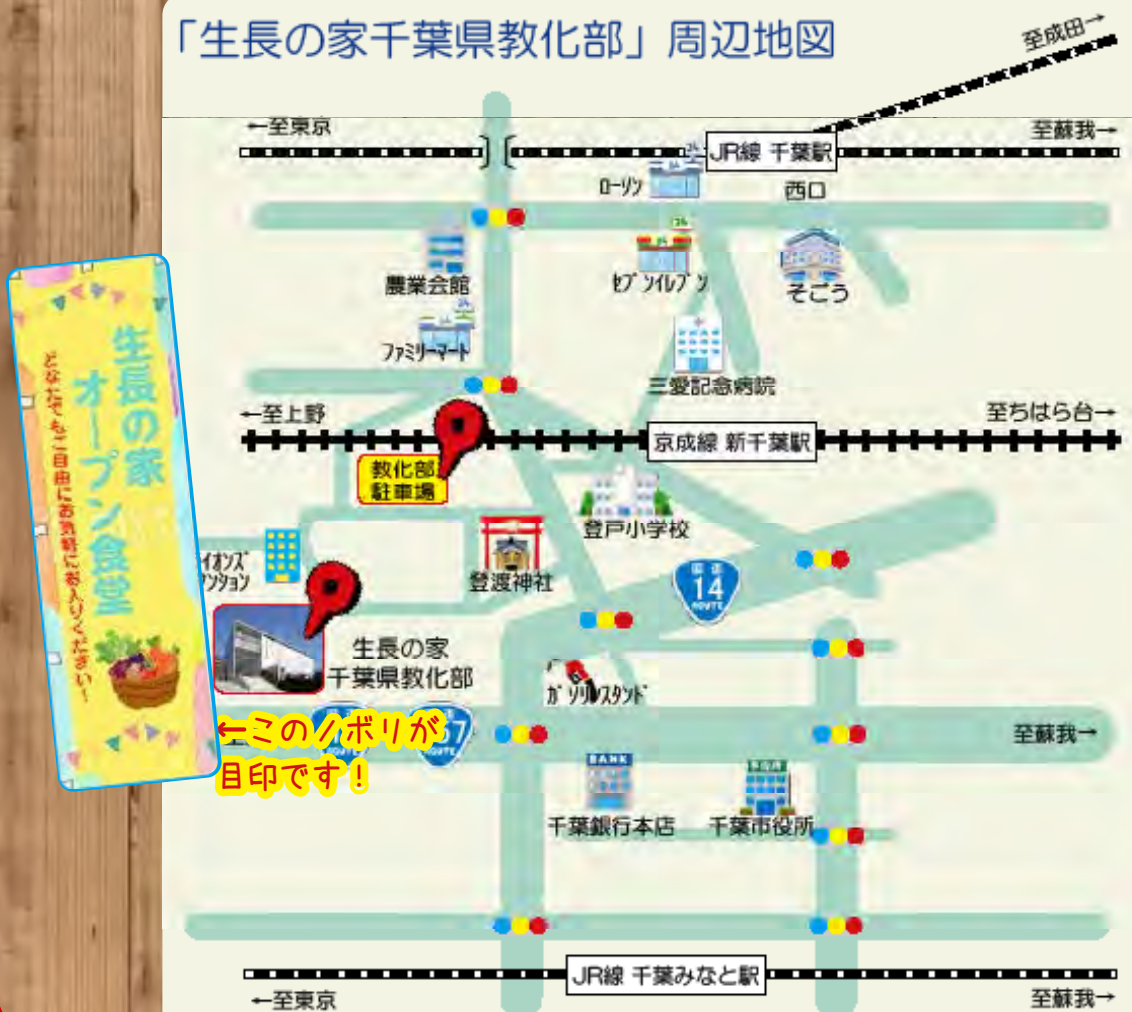 「生長の家千葉県教化部」周辺地図
至成田→
←至東京
至蘇我→
JR線 千葉駅
ローソン
西口
農業会館
セブンイレブン
そごう
ファミリーマート
三愛記念病院
←至上野
至ちはら台→
京成線 新千葉駅
教化部
駐車場
登戸小学校
登渡神社
イオンズ
マンション
国道
14
ROUTE
生長の家
千葉県教化部
ガソリンスタンド
生長の家
オープン食堂
どなたでもご自由にお気軽にお入りください!
←このノボリが
目印です!
至蘇我→
BANK
千葉銀行本店
千葉市役所
JR線 千葉みなと駅
←至東京
至蘇我→